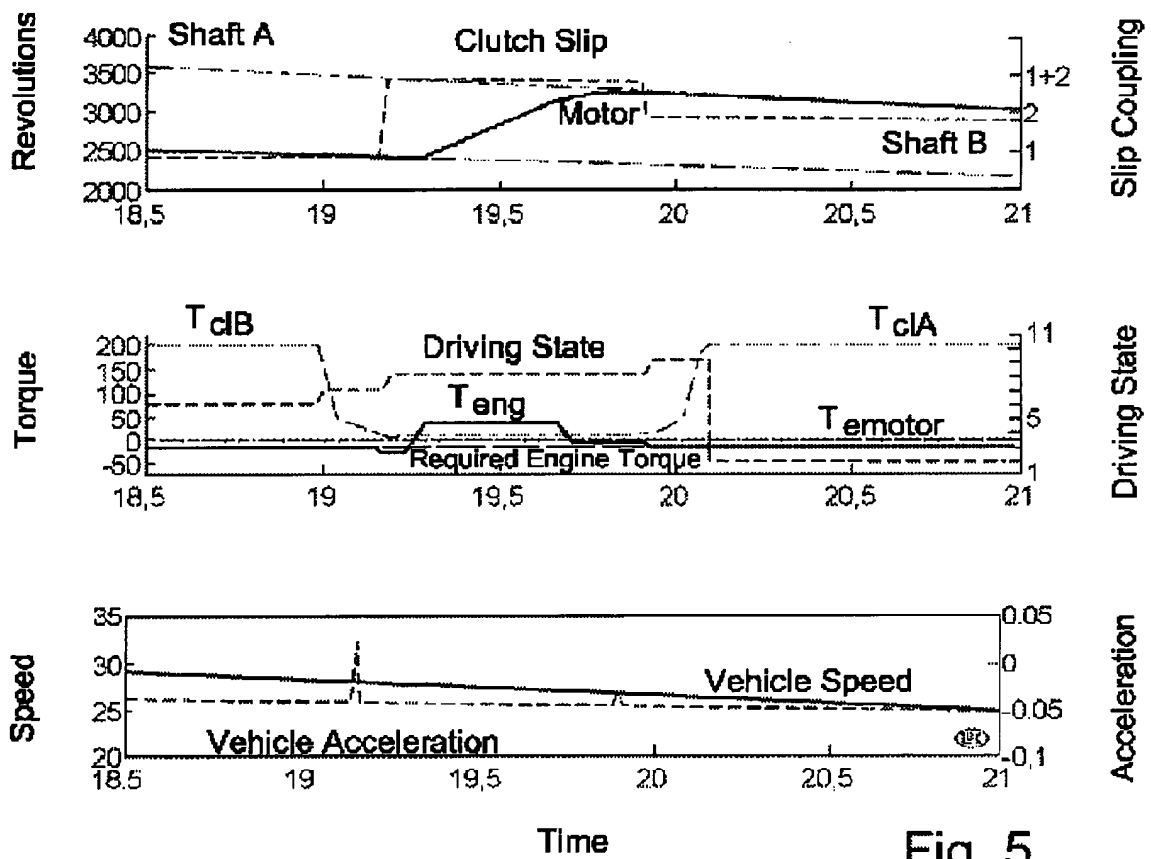 Revolutions
4000
3500
3000
2500
2000
Shaft A
Clutch Slip
Motor
Shaft B
1+2
2
1
Slip Coupling
18,5 19 19,5 20 20,5 21
Torque
200
150
100
50
0
-50
T clB
Driving State
T clA
T eng
T emotor
Required Engine Torque
11
5
1
Driving State
18,5 19 19,5 20 20,5 21
Speed
35
30
25
20
Vehicle Speed
Vehicle Acceleration
0.05
0
-0.05
-0,1
Acceleration
18.5 19 19,5 20 20,5 21
Time
Fig. 5